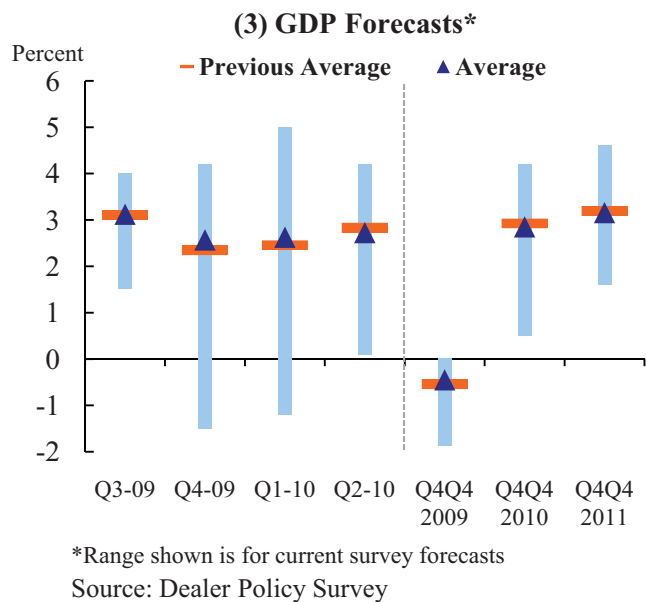 (3) GDP Forecasts*
Percent
Previous Average
Average
6
5
4
3
2
1
0
-1
-2
Q3-09 Q4-09 Q1-10 Q2-10 Q4Q4 Q4Q4 Q4Q4
2009 2010 2011
*Range shown is for current survey forecasts
Source: Dealer Policy Survey